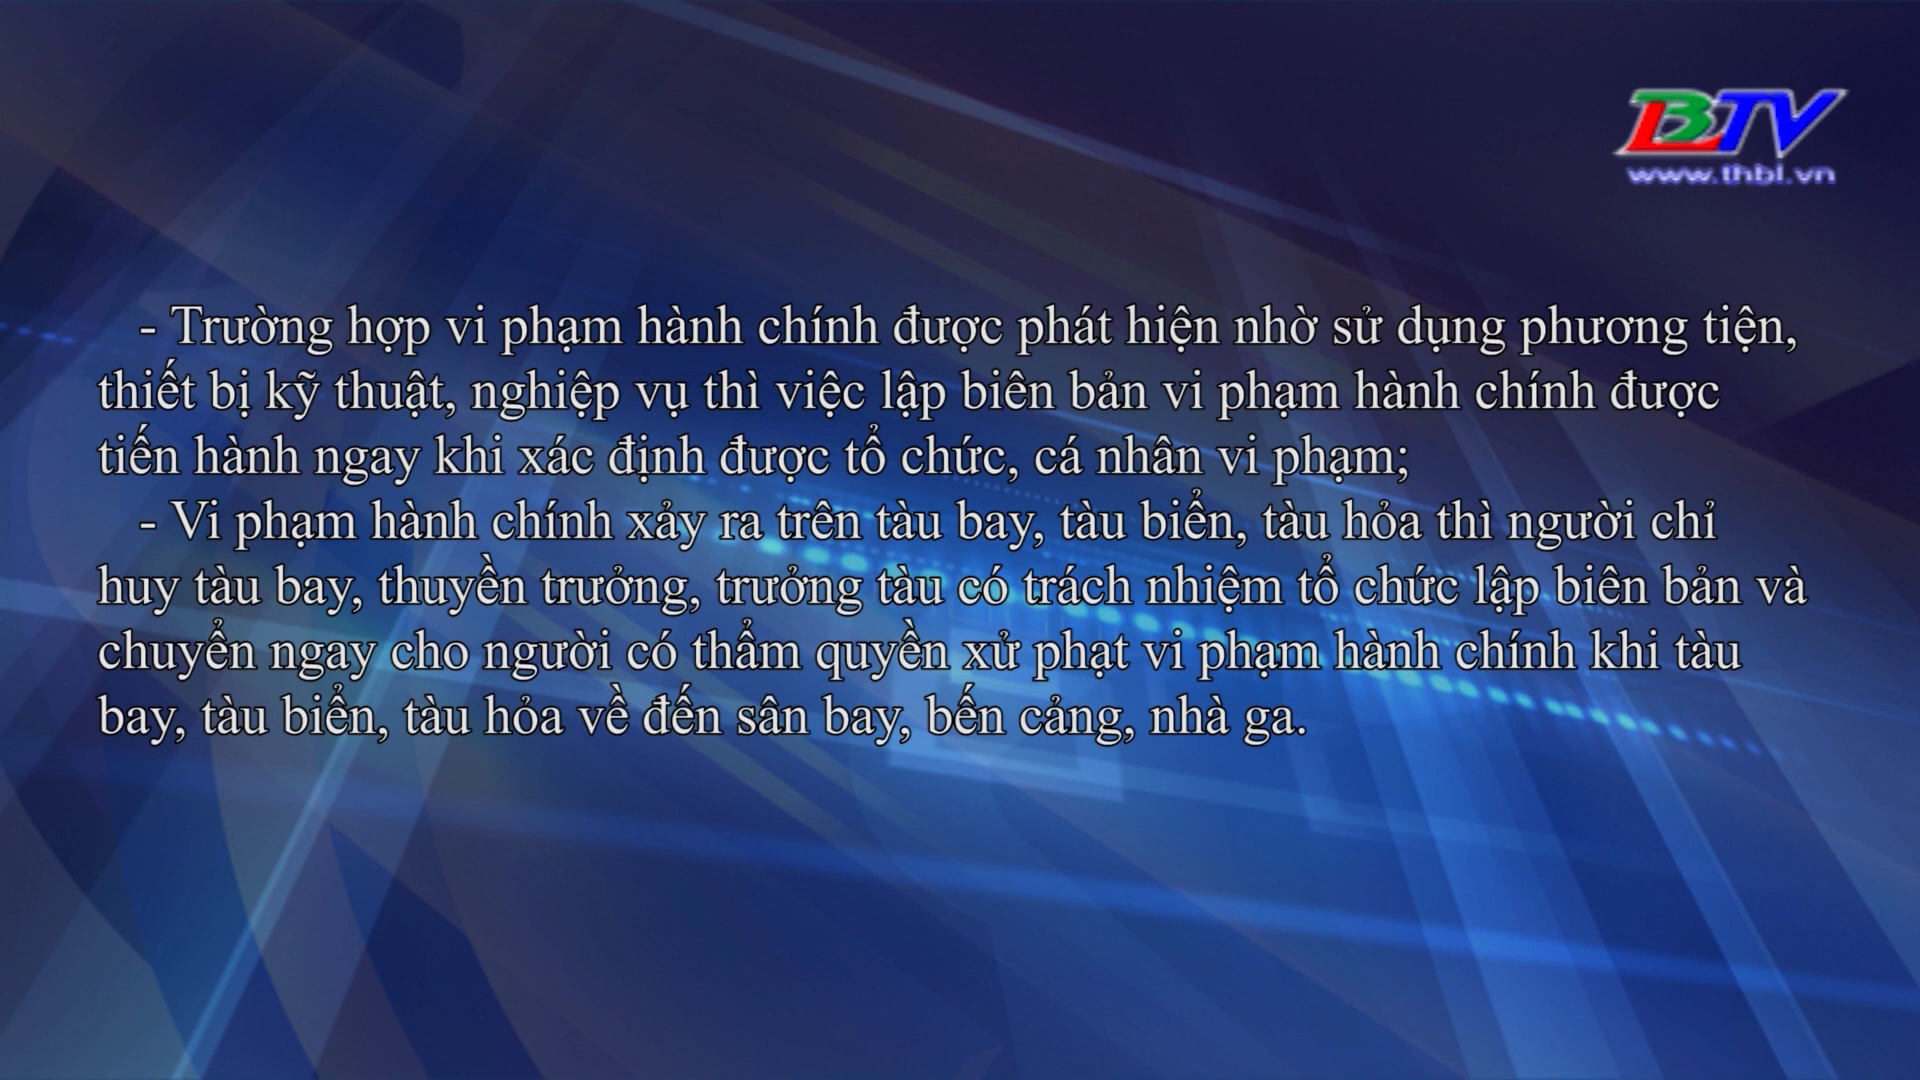 BTV
www.thbl.vn
- Trường hợp vi phạm hành chính được phát hiện nhờ sử dụng phương tiện,
thiết bị kỹ thuật, nghiệp vụ thì việc lập biên bản vi phạm hành chính được
tiến hành ngay khi xác định được tổ chức, cá nhân vi phạm;
- Vi phạm hành chính xảy ra trên tàu bay, tàu biển, tàu hỏa thì người chỉ
huy tàu bay, thuyền trưởng, trưởng tàu có trách nhiệm tổ chức lập biên bản và
chuyển ngay cho người có thẩm quyền xử phạt vi phạm hành chính khi tàu
bay, tàu biển, tàu hỏa về đến sân bay, bến cảng, nhà ga.